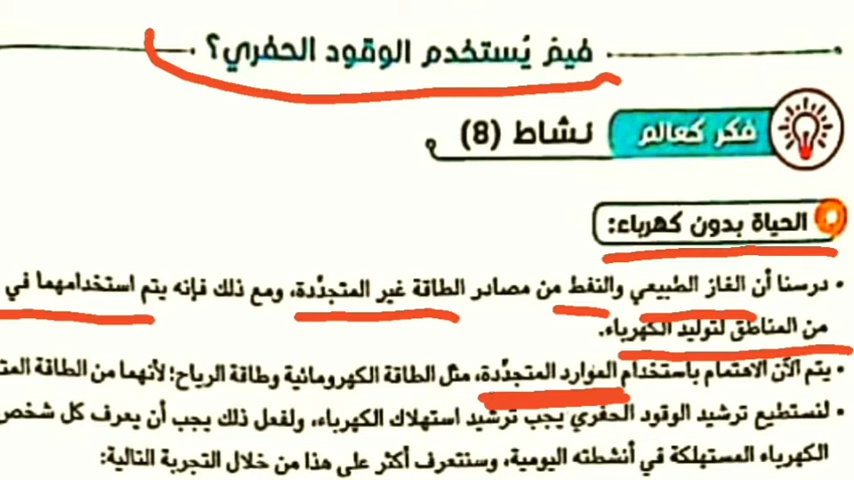 فيمَ يُستخدم الوقود الحفري؟
فكر كعالم
نشاط (8)
الحياة بدون كهرباء:
• درسنا أن الغاز الطبيعي والنفط من مصادر الطاقة غير المتجدِّدة، ومع ذلك فإنه يتم استخدامهما في
من المناطق لتوليد الكهرباء.
• يتم الآن الاهتمام باستخدام الموارد المتجدِّدة، مثل الطاقة الكهرومائية وطاقة الرياح؛ لأنهما من الطاقة
• لنستطيع ترشيد الوقود الحفري يجب ترشيد استهلاك الكهرباء، ولفعل ذلك يجب أن يعرف كل شخص
الكهرباء المستهلكة في أنشطته اليومية، وسنتعرف أكثر على هذا من خلال التجربة التالية: